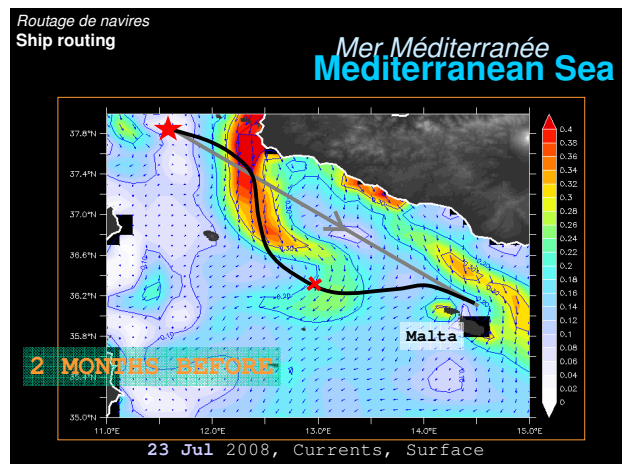 Routage de navires
Ship routing
Mer Méditerranée
Mediterranean Sea
37.8°N
37.4°N
37.0°N
36.6°N
36.2°N
35.8°N
35.4°N
35.0°N
11.0°E
12.0°E
13.0°E
14.0°E
15.0°E
0.4
0.38
0.36
0.34
0.32
0.3
0.28
0.26
0.24
0.22
0.2
0.18
0.16
0.14
0.12
0.1
0.08
0.06
0.04
0.02
0
Malta
2 MONTHS BEFORE
23 Jul 2008, Currents, Surface